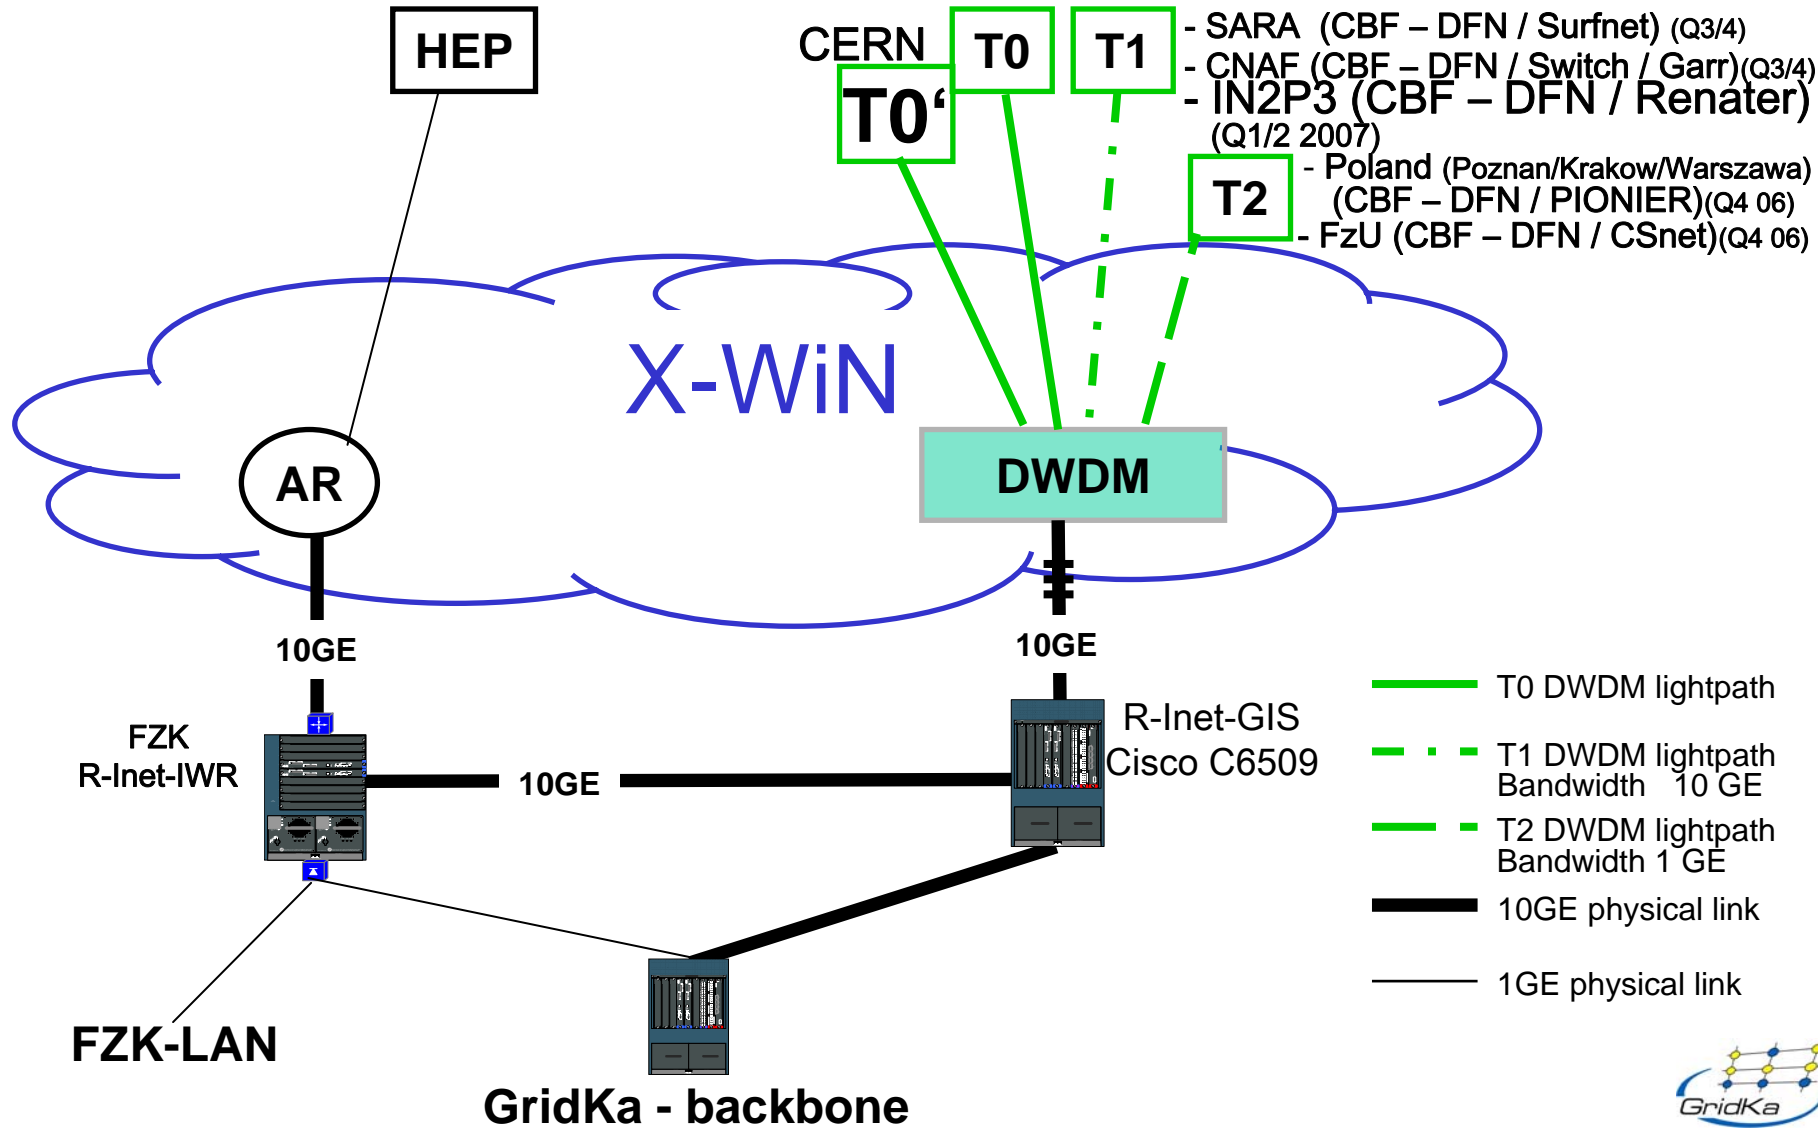 HEP
CERN
T0
T0‘
T1
- SARA (CBF – DFN / Surfnet) (Q3/4)
- CNAF (CBF – DFN / Switch / Garr)(Q3/4)
- IN2P3 (CBF – DFN / Renater)
(Q1/2 2007)
T2
- Poland (Poznan/Krakow/Warszawa)
(CBF – DFN / PIONIER)(Q4 06)
- FzU (CBF – DFN / CSnet)(Q4 06)
X-WiN
AR
DWDM
10GE
10GE
FZK
R-Inet-IWR
10GE
R-Inet-GIS
Cisco C6509
T0 DWDM lightpath
T1 DWDM lightpath
Bandwidth 10 GE
T2 DWDM lightpath
Bandwidth 1 GE
10GE physical link
1GE physical link
FZK-LAN
GridKa - backbone
GridKa